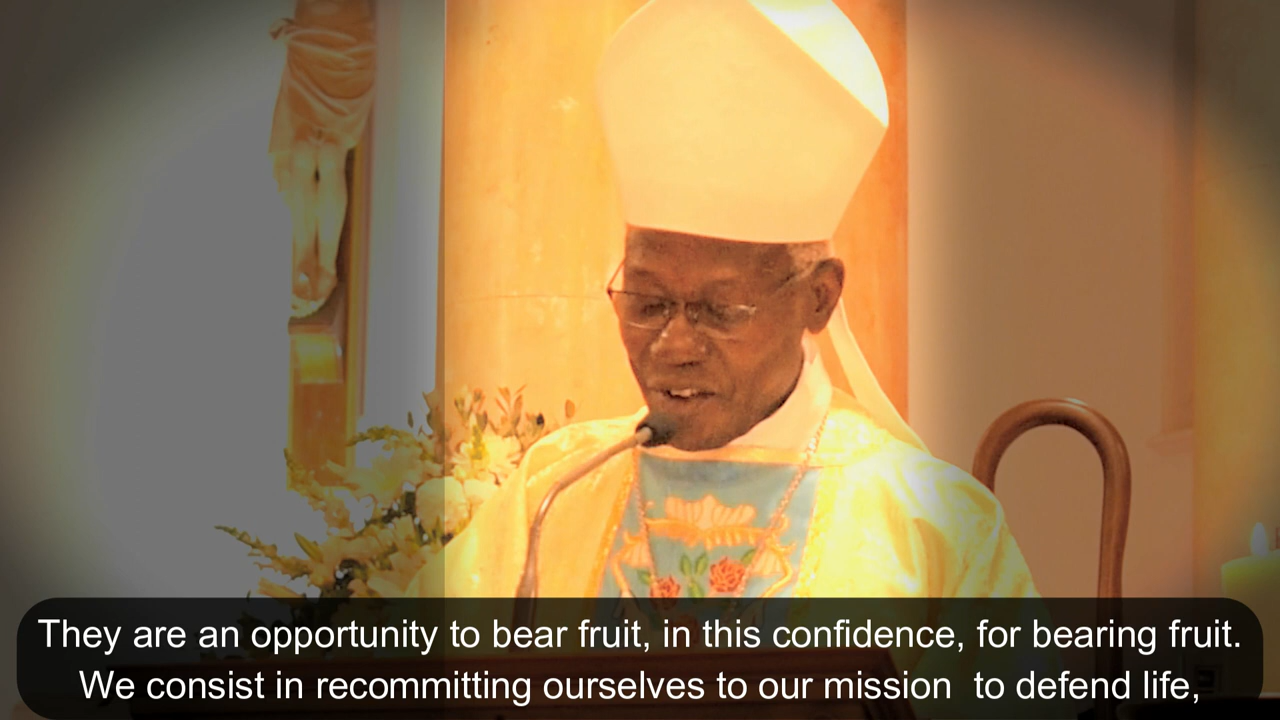 They are an opportunity to bear fruit, in this confidence, for bearing fruit.
We consist in recommitting ourselves to our mission  to defend life,